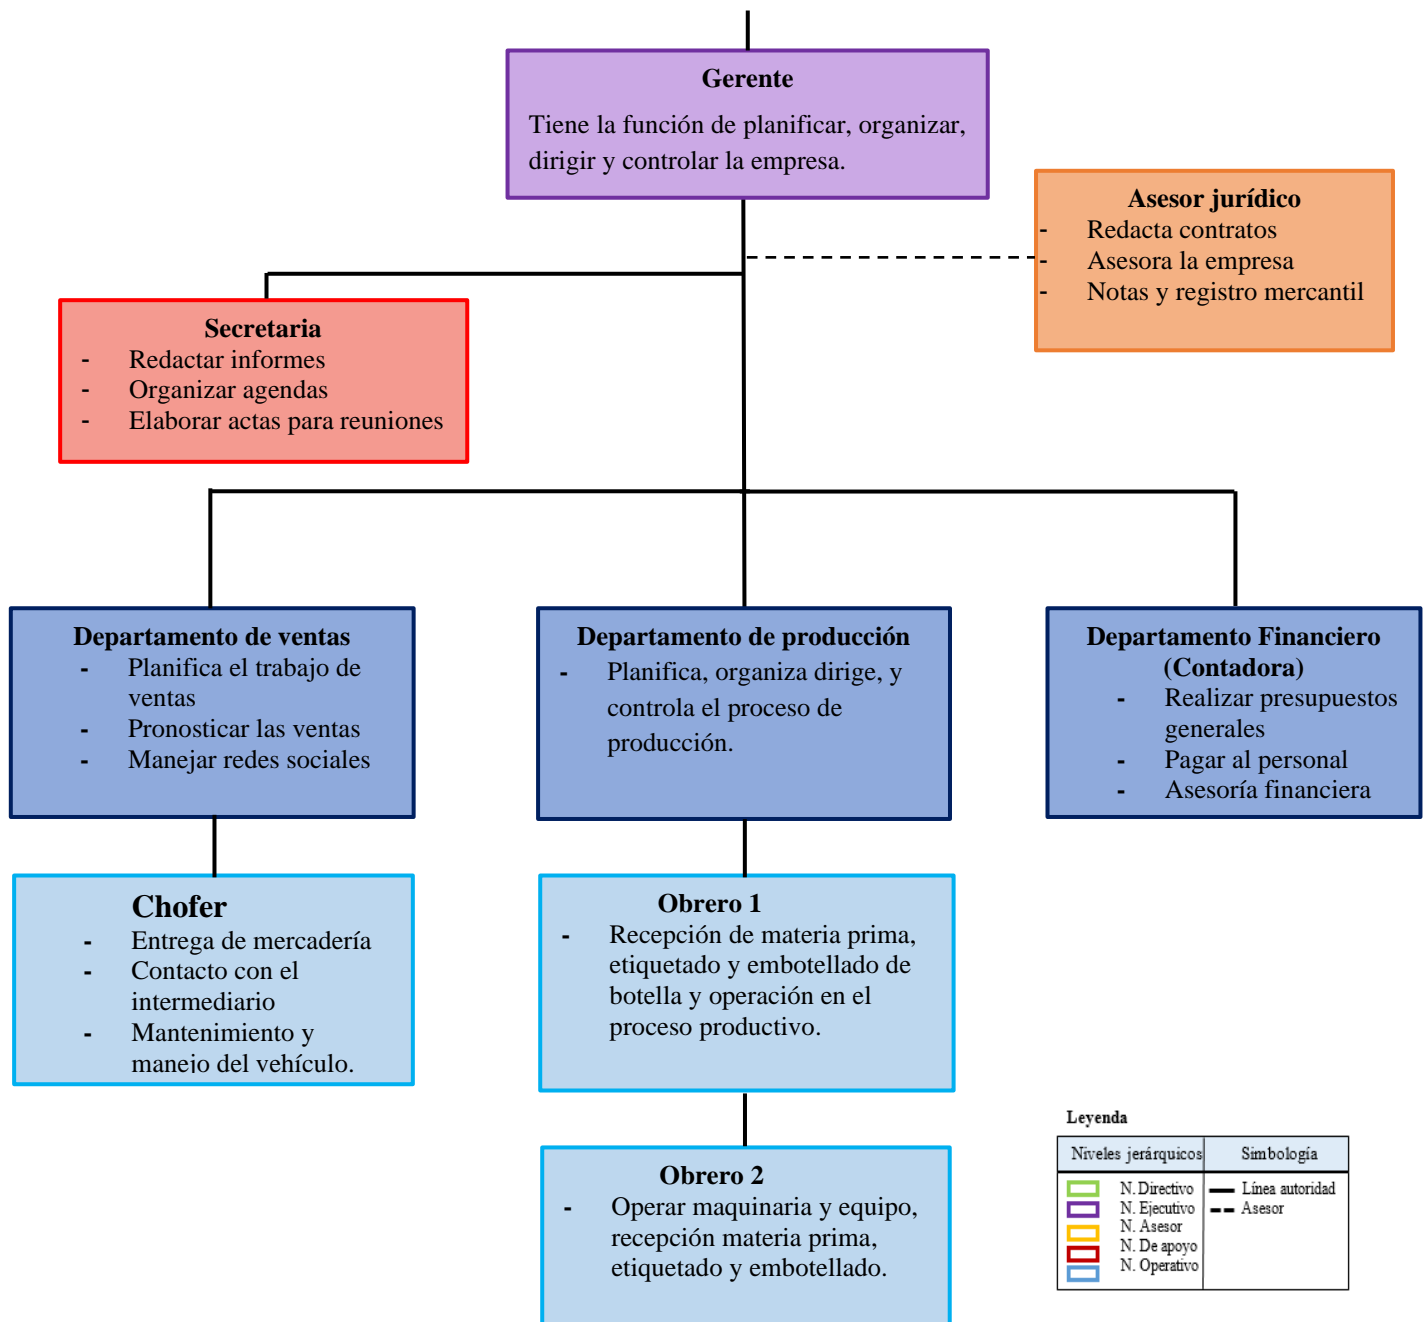 Gerente
Tiene la función de planificar, organizar,
dirigir y controlar la empresa.
Asesor jurídico
- Redacta contratos
- Asesora la empresa
- Notas y registro mercantil
Secretaria
- Redactar informes
- Organizar agendas
- Elaborar actas para reuniones
Departamento de ventas
- Planifica el trabajo de
ventas
- Pronosticar las ventas
- Manejar redes sociales
Departamento de producción
- Planifica, organiza dirige, y
controla el proceso de
producción.
Departamento Financiero
(Contadora)
- Realizar presupuestos
generales
- Pagar al personal
- Asesoría financiera
Chofer
- Entrega de mercadería
- Contacto con el
intermediario
- Mantenimiento y
manejo del vehículo.
Obrero 1
- Recepción de materia prima,
etiquetado y embotellado de
botella y operación en el
proceso productivo.
Obrero 2
- Operar maquinaria y equipo,
recepción materia prima,
etiquetado y embotellado.
Leyenda
Niveles jerárquicos
Simbología
N. Directivo
N. Ejecutivo
N. Asesor
N. De apoyo
N. Operativo
Línea autoridad
Asesor